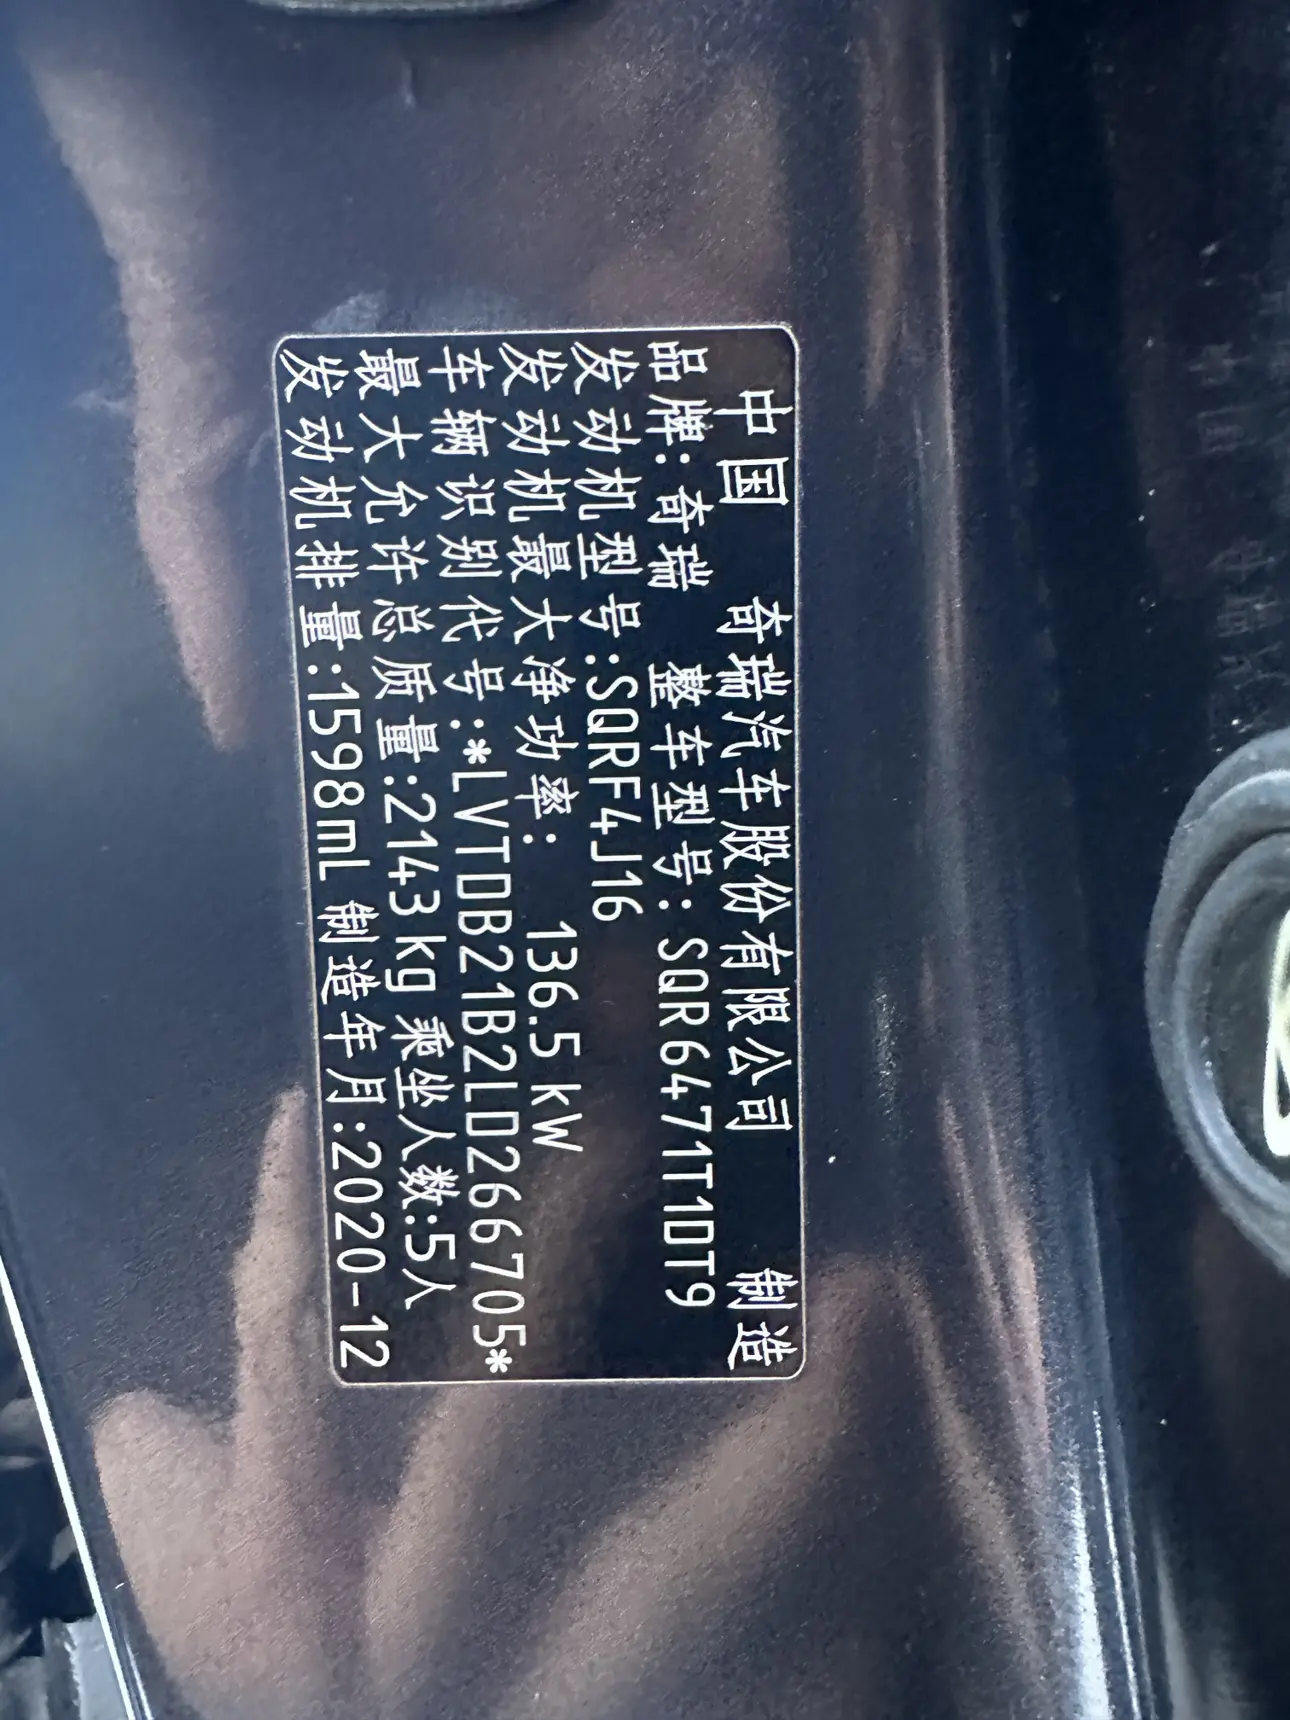 中国 奇瑞汽车股份有限公司 制造
品牌:奇瑞 整车型号:SQR6471T1DT9
发动机型号:SQRF4J16
发动机最大净功率: 136.5 kW
车辆识别代号:*LVTDB21B2LD266705*
最大允许总质量:2143kg 乘坐人数:5人
发动机排量:1598mL 制造年月:2020-12